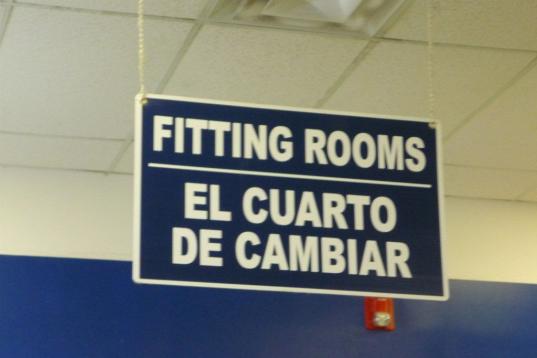 FITTING ROOMS
EL CUARTO
DE CAMBIAR